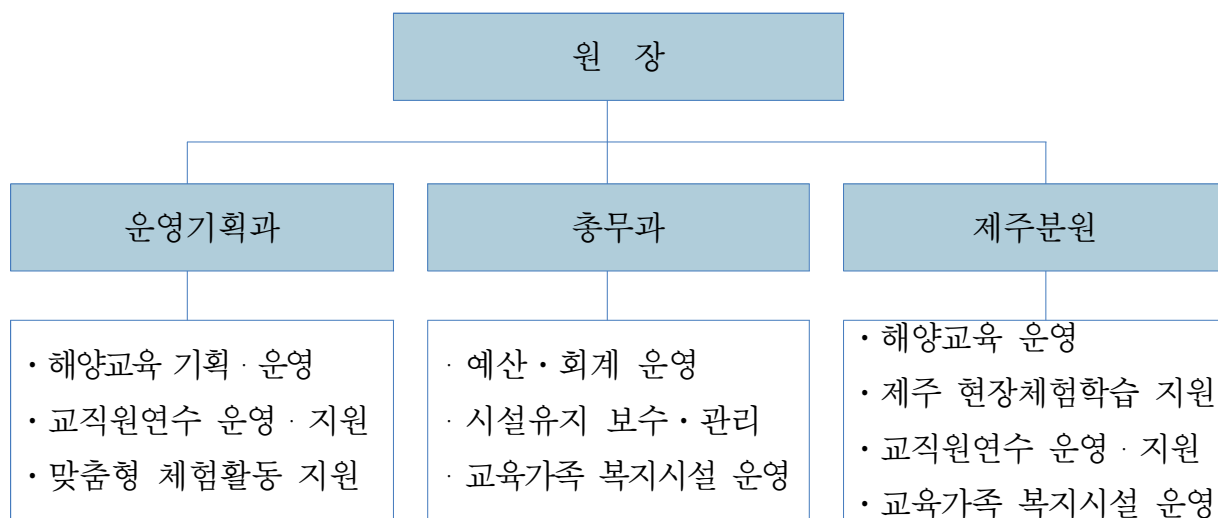 원 장
운영기획과
총무과
제주분원
・해양교육 기획 · 운영
・교직원연수 운영 · 지원
・맞춤형 체험활동 지원
· 예산・회계 운영
· 시설유지 보수・관리
· 교육가족 복지시설 운영
・해양교육 운영
・제주 현장체험학습 지원
・교직원연수 운영 · 지원
・교육가족 복지시설 운영